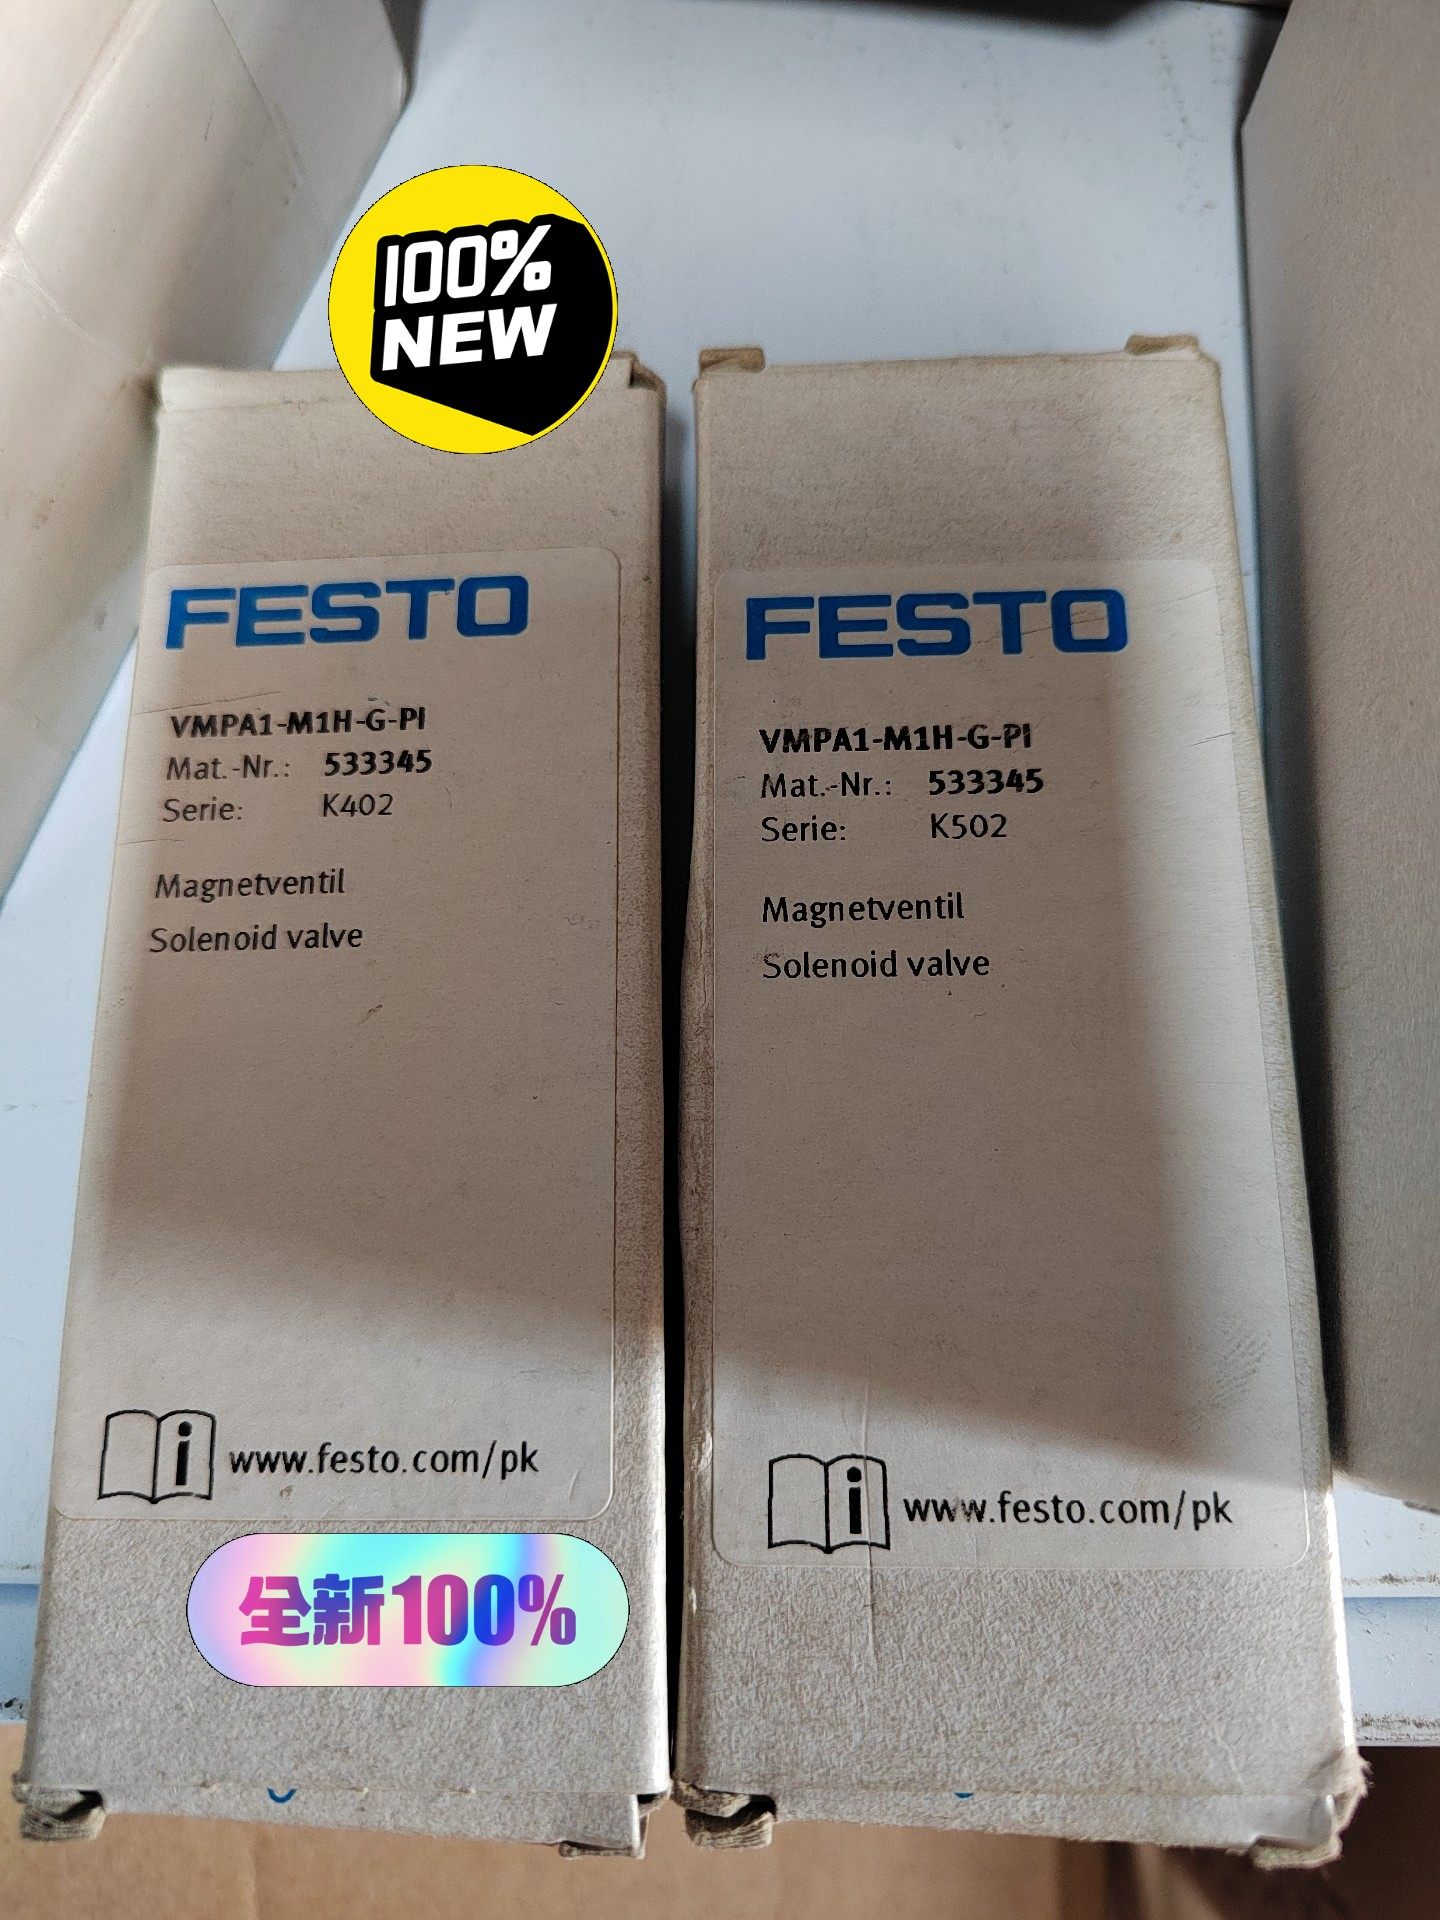 100%
NEW
FESTO
VMPA1-M1H-G-PI
Mat.-Nr.: 533345
Serie: K402
Magnetventil
Solenoid valve
i www.festo.com/pk
全新100%
FESTO
VMPA1-M1H-G-PI
Mat.-Nr.: 533345
Serie: K502
Magnetventil
Solenoid valve
i www.festo.com/pk